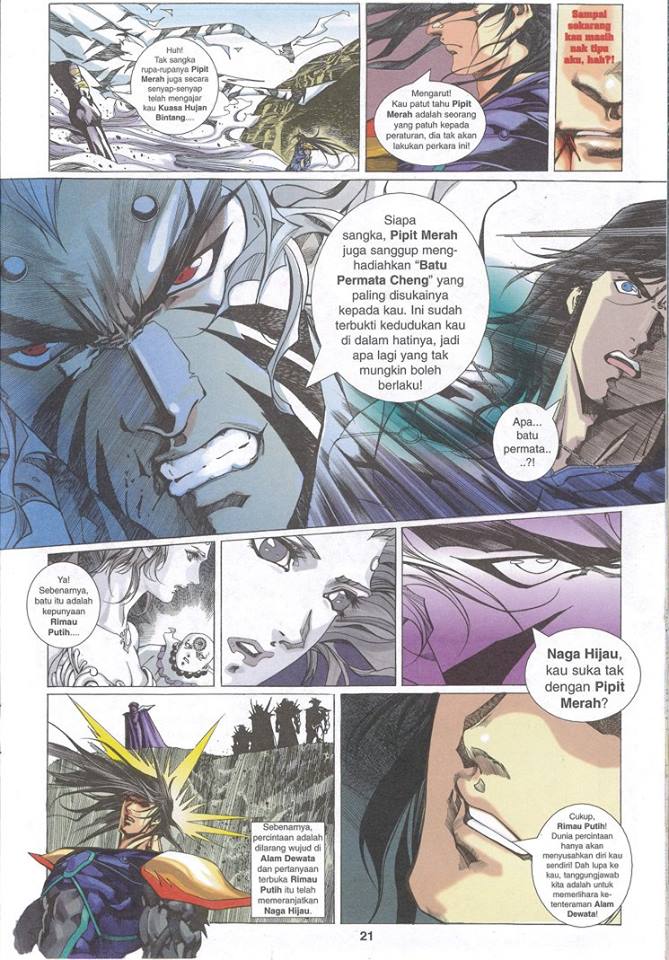 Huh!
Tak sangka
rupa-rupanya Pipit
Merah juga secara
senyap-senyap
telah mengajar
kau Kuasa Hujan
Bintang....
Mengarut!
Kau patut tahu Pipit
Merah adalah seorang
yang patuh kepada
peraturan, dia tak akan
lakukan perkara ini!
Sampai
sekarang
kau masih
nak tipu
aku, hah?!
Siapa
sangka, Pipit Merah
juga sanggup meng-
hadiahkan “Batu
Permata Cheng” yang
paling disukainya
kepada kau. Ini sudah
terbukti kedudukan kau
di dalam hatinya, jadi
apa lagi yang tak
mungkin boleh
berlaku!
Apa...
batu
permata..
..?!
Ya!
Sebenarnya,
batu itu adalah
kepunyaan
Rimau
Putih....
Naga Hijau,
kau suka tak
dengan Pipit
Merah?
Sebenarnya,
percintaan adalah
dilarang wujud di
Alam Dewata dan
pertanyaan
terbuka Rimau
Putih itu telah
memeranjatkan
Naga Hijau.
Cukup,
Rimau Putih!
Dunia percintaan
hanya akan
menyusahkan diri kau
sendiri! Dah lupa ke
kau, tanggungjawab
kita adalah untuk
memelihara ke-
tenteraman Alam
Dewata!
21